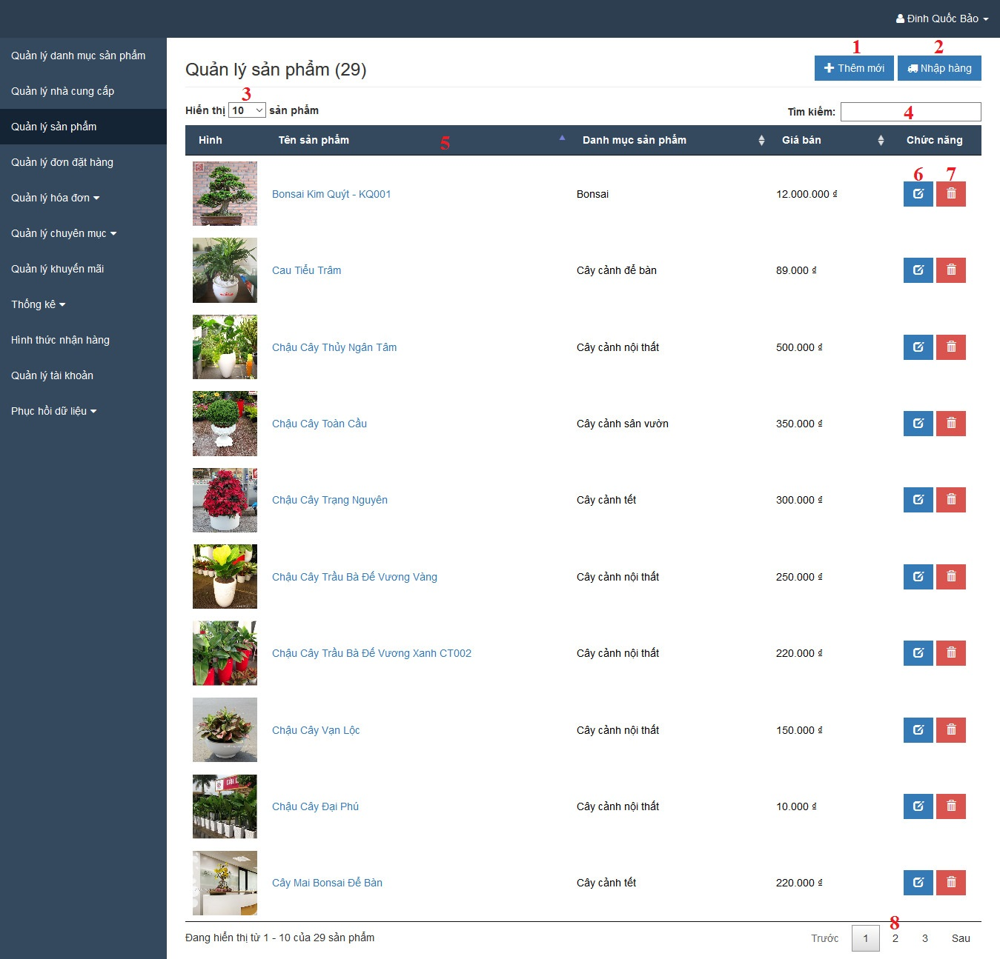 Đinh Quốc Bảo
Quản lý danh mục sản phẩm
Quản lý nhà cung cấp
Quản lý sản phẩm
Quản lý đơn đặt hàng
Quản lý hóa đơn
Quản lý chuyên mục
Quản lý khuyến mãi
Thống kê
Hình thức nhận hàng
Quản lý tài khoản
Phục hồi dữ liệu
1 2
Quản lý sản phẩm (29) Thêm mới Nhập hàng
3
Hiển thị 10 sản phẩm Tìm kiếm: 4
Hình Tên sản phẩm 5 Danh mục sản phẩm Giá bán Chức năng
6 7
Bonsai Kim Quýt - KQ001 Bonsai 12.000.000 ₫
Cau Tiểu Trâm Cây cảnh để bàn 89.000 ₫
Chậu Cây Thủy Ngân Tâm Cây cảnh nội thất 500.000 ₫
Chậu Cây Toàn Cầu Cây cảnh sân vườn 350.000 ₫
Chậu Cây Trạng Nguyên Cây cảnh tết 300.000 ₫
Chậu Cây Trầu Bà Đế Vương Vàng Cây cảnh nội thất 250.000 ₫
Chậu Cây Trầu Bà Đế Vương Xanh CT002 Cây cảnh nội thất 220.000 ₫
Chậu Cây Vạn Lộc Cây cảnh nội thất 150.000 ₫
Chậu Cây Đại Phú Cây cảnh nội thất 10.000 ₫
Cây Mai Bonsai Để Bàn Cây cảnh tết 220.000 ₫
8
Đang hiển thị từ 1 - 10 của 29 sản phẩm Trước 1 2 3 Sau